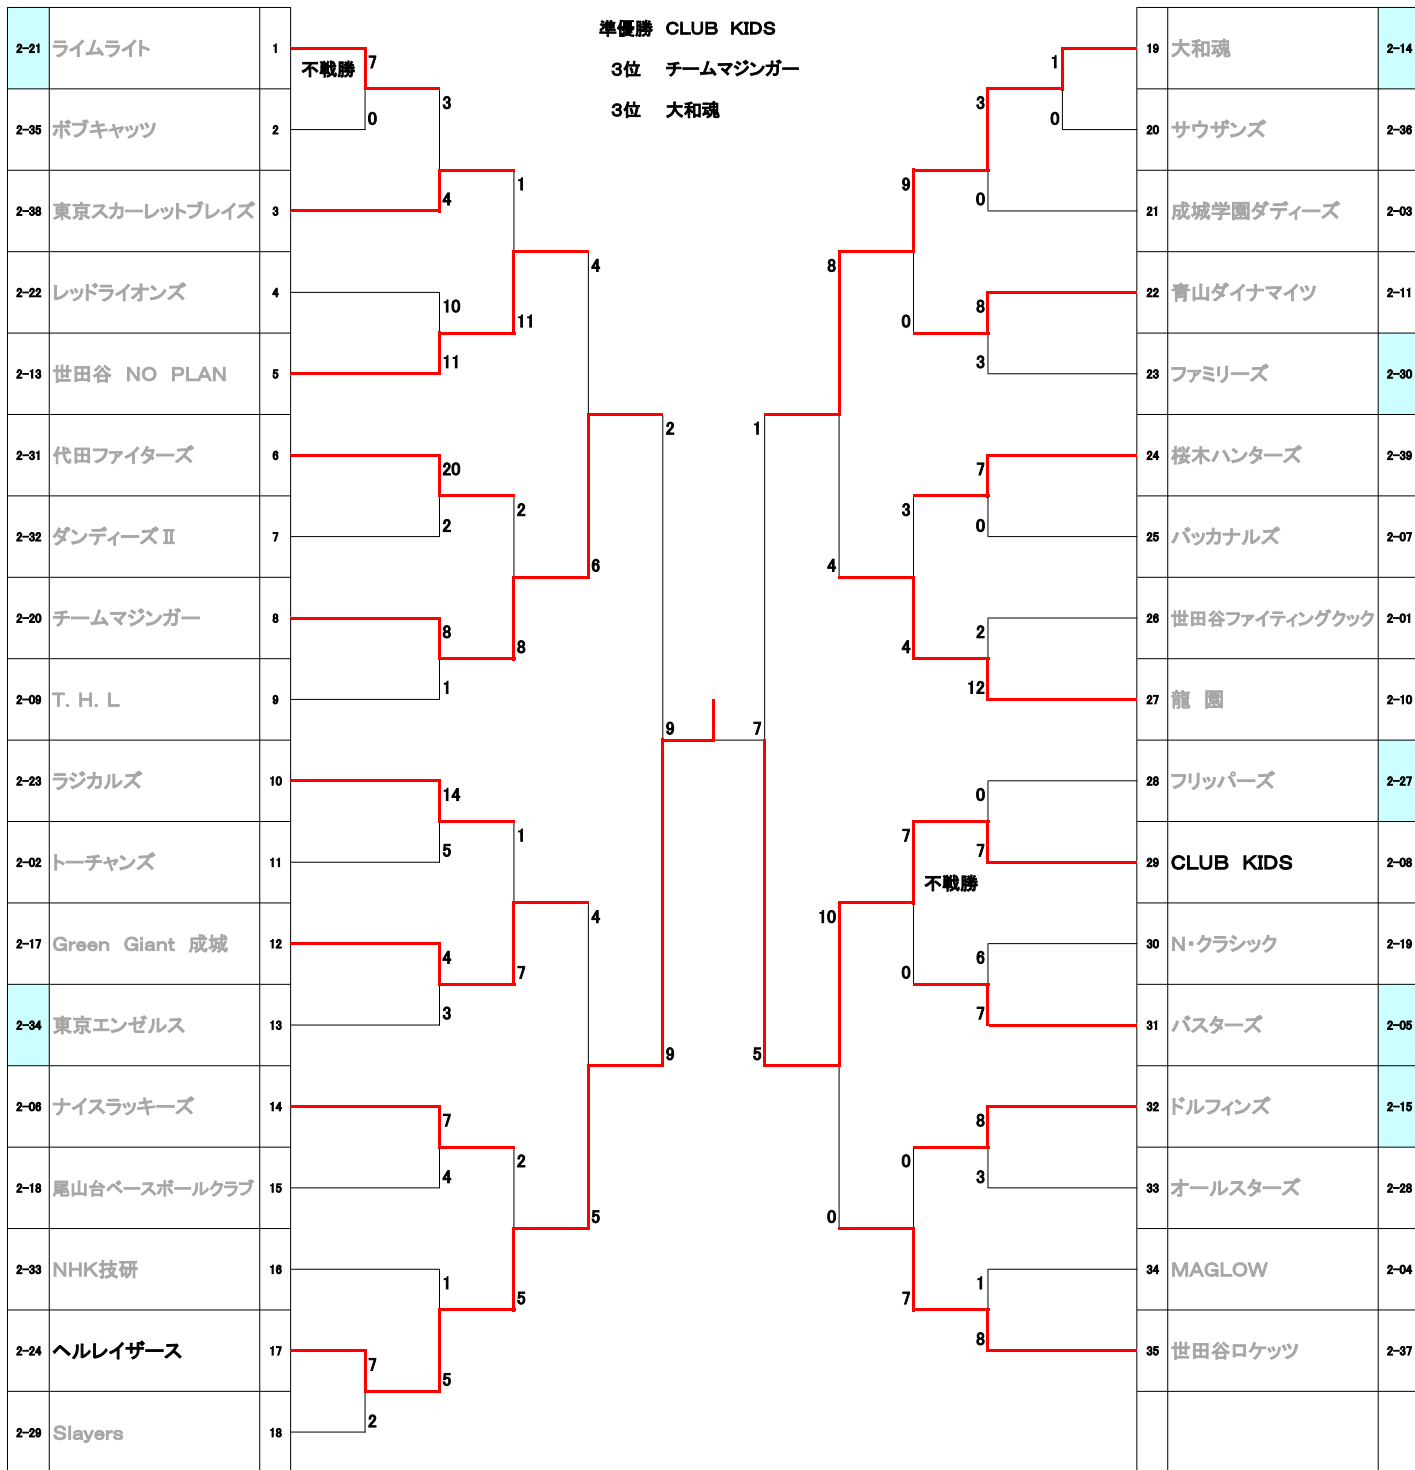 準優勝 CLUB KIDS
3位 チームマジンガー
3位 大和魂
2-21 ライムライト 1
不戦勝
7
0
3
2-35 ボブキャッツ 2
2-38 東京スカーレットブレイズ 3
4
1
2-22 レッドライオンズ 4
10
11
4
2-13 世田谷 NO PLAN 5
11
2-31 代田ファイターズ 6
20
2
2-32 ダンディーズⅡ 7
2
6
2-20 チームマジンガー 8
8
8
2-09 T. H. L 9
1
2
9
2-23 ラジカルズ 10
14
1
2-02 トーチャンズ 11
5
4
2-17 Green Giant 成城 12
4
7
2-34 東京エンゼルス 13
3
9
2-06 ナイスラッキーズ 14
7
2
2-18 尾山台ベースボールクラブ 15
4
5
2-33 NHK技研 16
1
5
2-24 ヘルレイザース 17
7
5
2-29 Slayers 18
2
19 大和魂 2-14
1
3
0
20 サウザンズ 2-36
9
0
21 成城学園ダディーズ 2-03
8
22 青山ダイナマイツ 2-11
8
0
23 ファミリーズ 2-30
3
1
24 桜木ハンターズ 2-39
7
3
25 バッカナルズ 2-07
0
4
26 世田谷ファイティングクック 2-01
2
4
27 龍 園 2-10
12
7
28 フリッパーズ 2-27
0
7
29 CLUB KIDS 2-08
7
不戦勝
10
30 N・クラシック 2-19
6
0
31 バスターズ 2-05
7
5
32 ドルフィンズ 2-15
8
0
33 オールスターズ 2-28
3
0
34 MAGLOW 2-04
1
7
35 世田谷ロケッツ 2-37
8